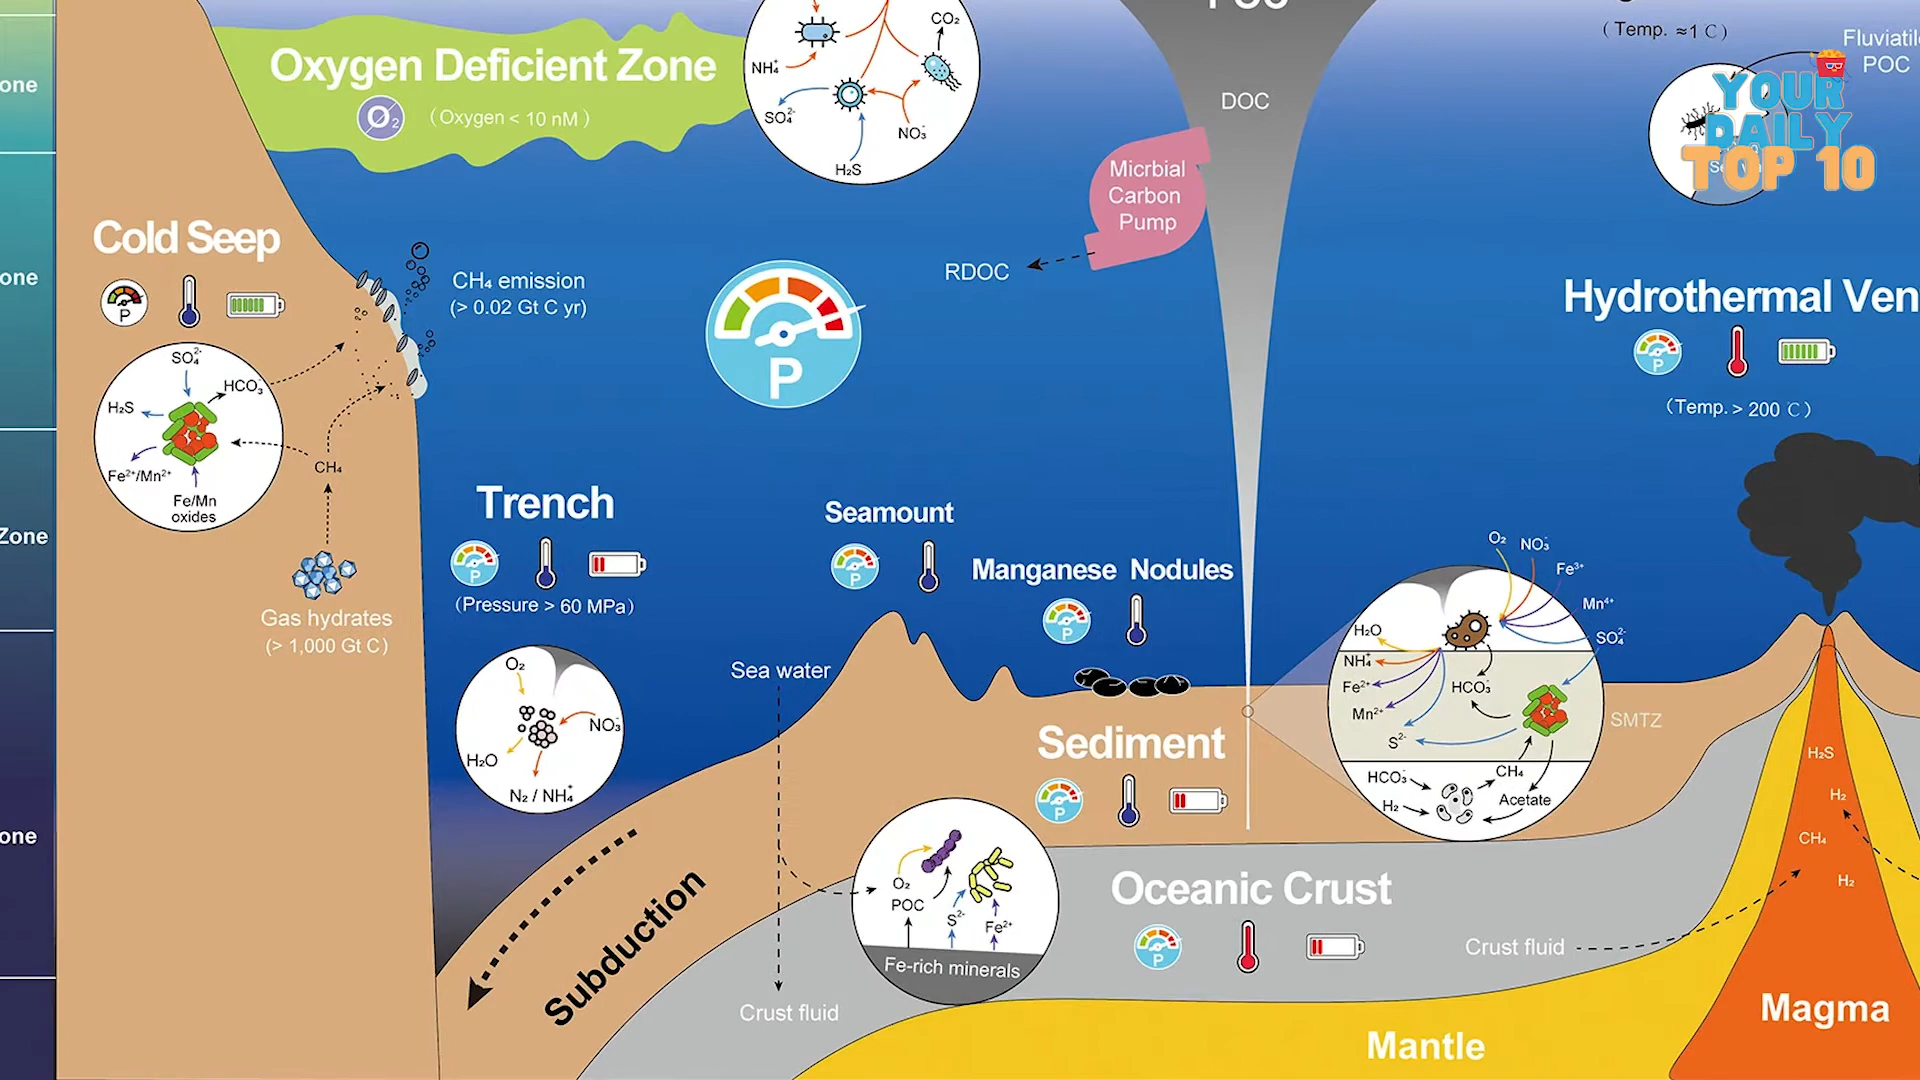 one
one
Zone
one
Oxygen Deficient Zone
O₂
(Oxygen < 10 nM)
CO₂
NH₄⁺
SO₄²⁻
NO₃⁻
H₂S
POC
DOC
Micrbial
Carbon
Pump
RDOC
(Temp. ≈1 C)
Fluviatile
POC
YOUR
DAILY
TOP 10
Cold Seep
P
CH₄ emission
(> 0.02 Gt C yr)
SO₄²⁻
HCO₃⁻
H₂S
Fe²⁺/Mn²⁺
Fe/Mn
oxides
CH₄
Gas hydrates
(> 1,000 Gt C)
P
Hydrothermal Ven
P
(Temp. > 200 C)
Trench
P
(Pressure > 60 MPa)
O₂
NO₃⁻
H₂O
N₂ / NH₄⁺
Seamount
P
Manganese Nodules
P
Sea water
Sediment
P
O₂
NO₃⁻
Fe³⁺
Mn⁴⁺
SO₄²⁻
H₂O
NH₄⁺
Fe²⁺
Mn²⁺
S²⁻
HCO₃⁻
SMTZ
HCO₃⁻
H₂
CH₄
Acetate
Subduction
O₂
POC
S²⁻
Fe²⁺
Fe-rich minerals
Crust fluid
Oceanic Crust
P
Crust fluid
H₂S
H₂
CH₄
H₂
Magma
Mantle